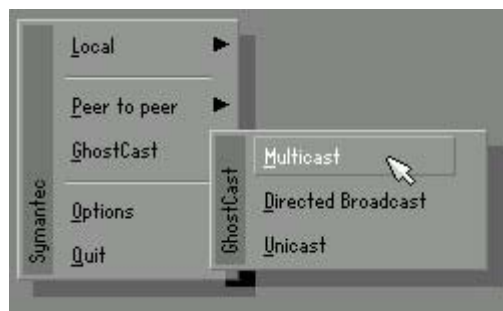 Local
Peer to peer
GhostCast
Options
Quit
Symantec
Multicast
Directed Broadcast
Unicast
GhostCast